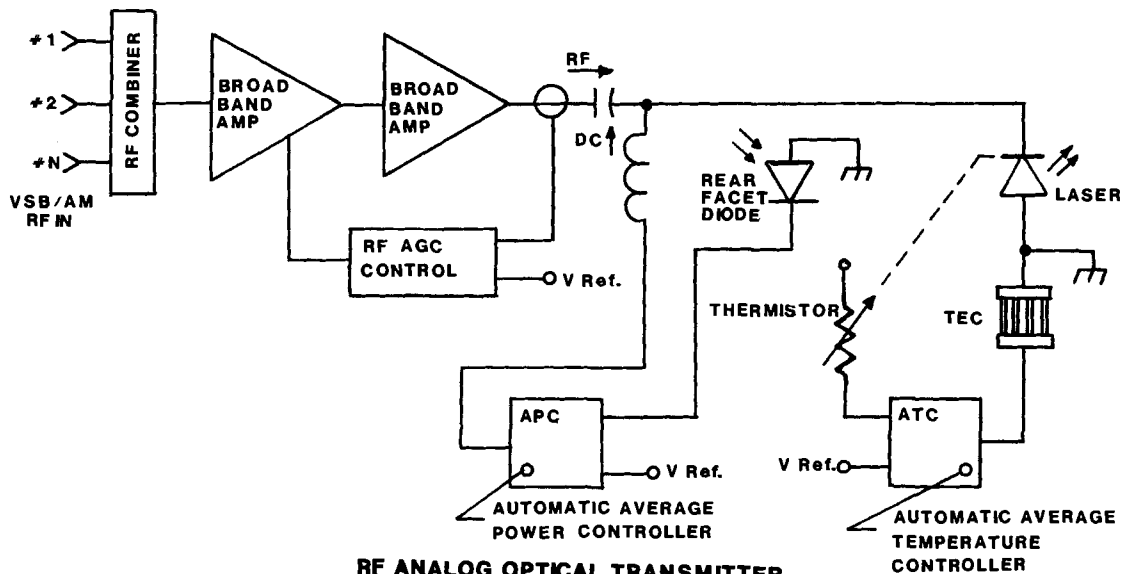 #1
#2
#N
VSB/AM
RF IN
RF COMBINER
BROAD
BAND
AMP
BROAD
BAND
AMP
RF
DC
RF AGC
CONTROL
V Ref.
REAR
FACET
DIODE
LASER
THERMISTOR
TEC
APC
V Ref.
AUTOMATIC AVERAGE
POWER CONTROLLER
ATC
V Ref.
AUTOMATIC AVERAGE
TEMPERATURE
CONTROLLER
RF ANALOG OPTICAL TRANSMITTER